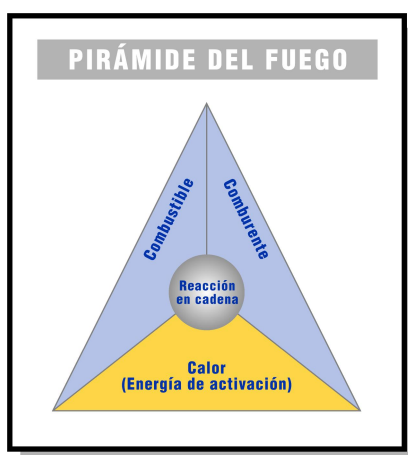 PIRÁMIDE DEL FUEGO
Combustible
Comburente
Reacción
en cadena
Calor
(Energía de activación)